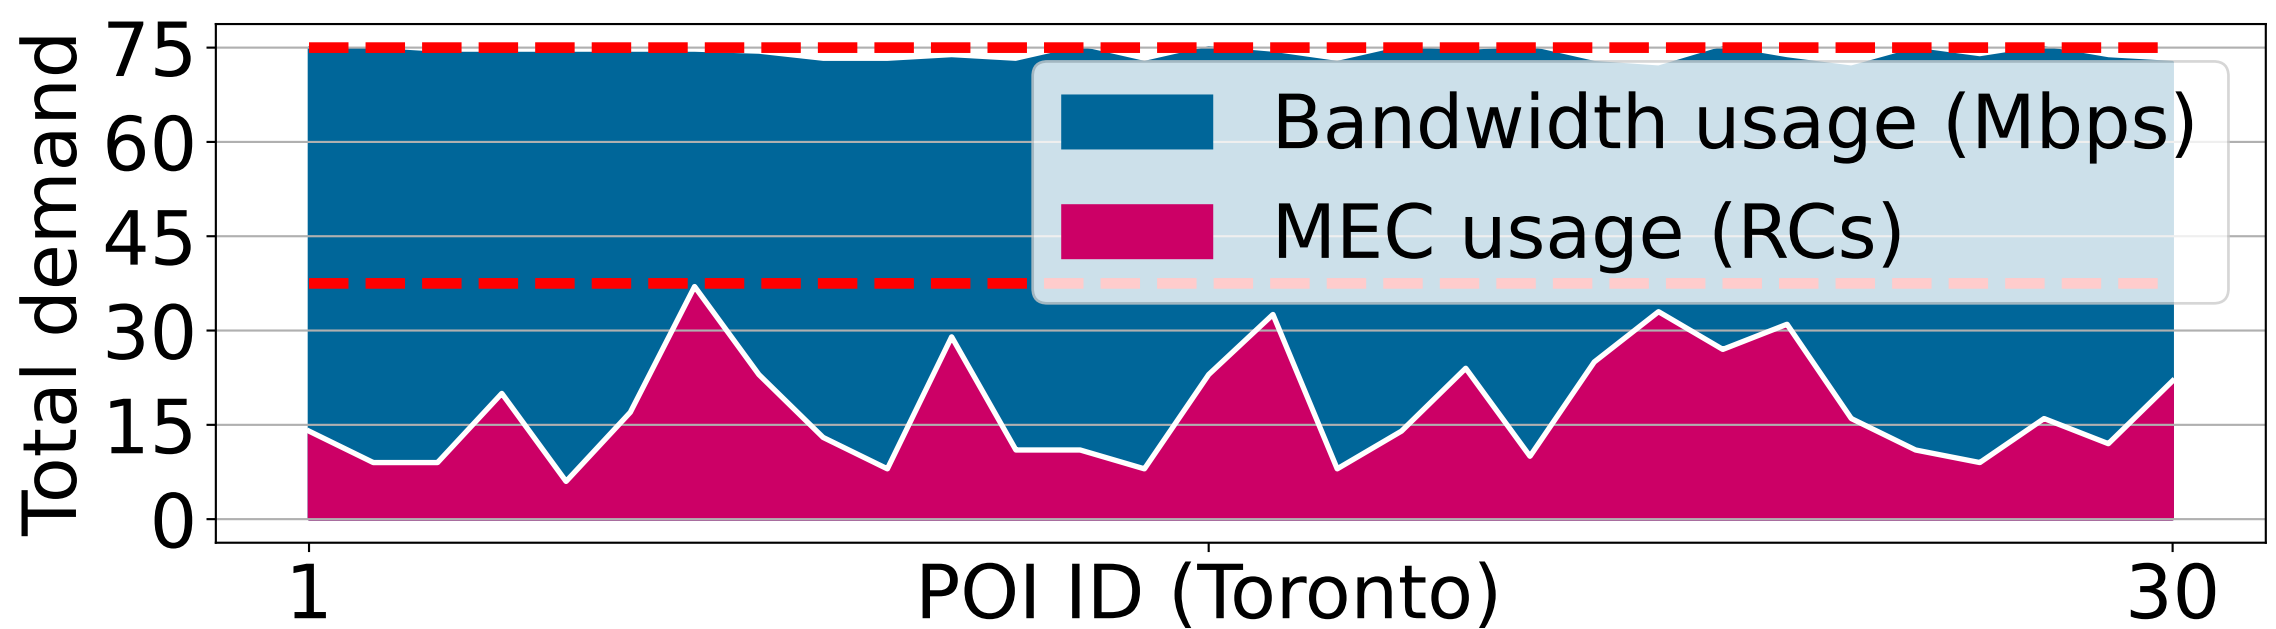 Total demand
75
60
45
30
15
0
Bandwidth usage (Mbps)
MEC usage (RCs)
1
POI ID (Toronto)
30